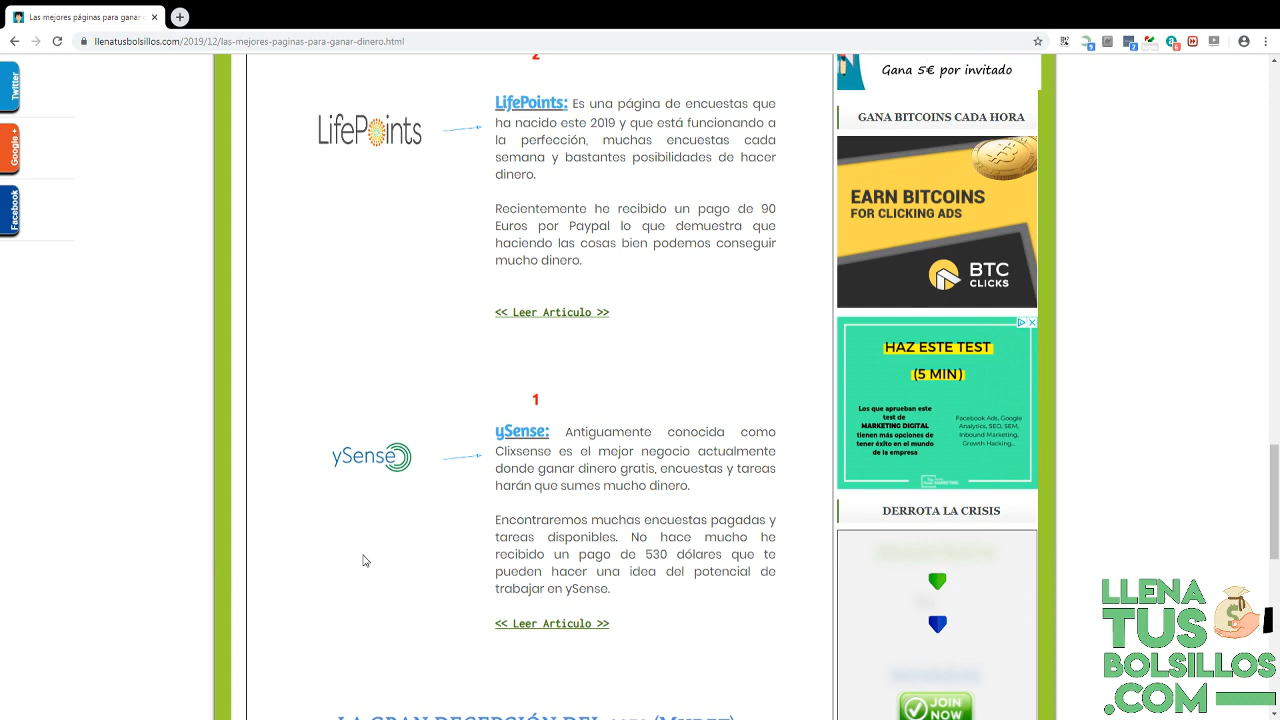 Las mejores páginas para ganar
llenatusbolsillos.com/2019/12/las-mejores-paginas-para-ganar-dinero.html
Twitter
Google +
Facebook
2
LifePoints
LifePoints: Es una página de encuestas que
ha nacido este 2019 y que está funcionando a
la perfección, muchas encuestas cada
semana y bastantes posibilidades de hacer
dinero.
Recientemente he recibido un pago de 90
Euros por Paypal lo que demuestra que
haciendo las cosas bien podemos conseguir
mucho dinero.
<< Leer Articulo >>
1
ySense
ySense: Antiguamente conocida como
Clixsense es el mejor negocio actualmente
donde ganar dinero gratis, encuestas y tareas
harán que sumes mucho dinero.
Encontraremos muchas encuestas pagadas y
tareas disponibles. No hace mucho he
recibido un pago de 530 dólares que te
pueden hacer una idea del potencial de
trabajar en ySense.
<< Leer Articulo >>
LA GRAN DECEPCIÓN DEL
Gana 5€ por invitado
GANA BITCOINS CADA HORA
EARN BITCOINS
FOR CLICKING ADS
BTC
CLICKS
HAZ ESTE TEST
(5 MIN)
Los que aprueban este
test de
MARKETING DIGITAL
tienen más opciones de
tener éxito en el mundo
de la empresa
Facebook Ads, Google
Analytics, SEO, SEM,
Inbound Marketing,
Growth Hacking...
DERROTA LA CRISIS
JOIN
NOW
LLENA
TUS
BOLSILLOS
.COM